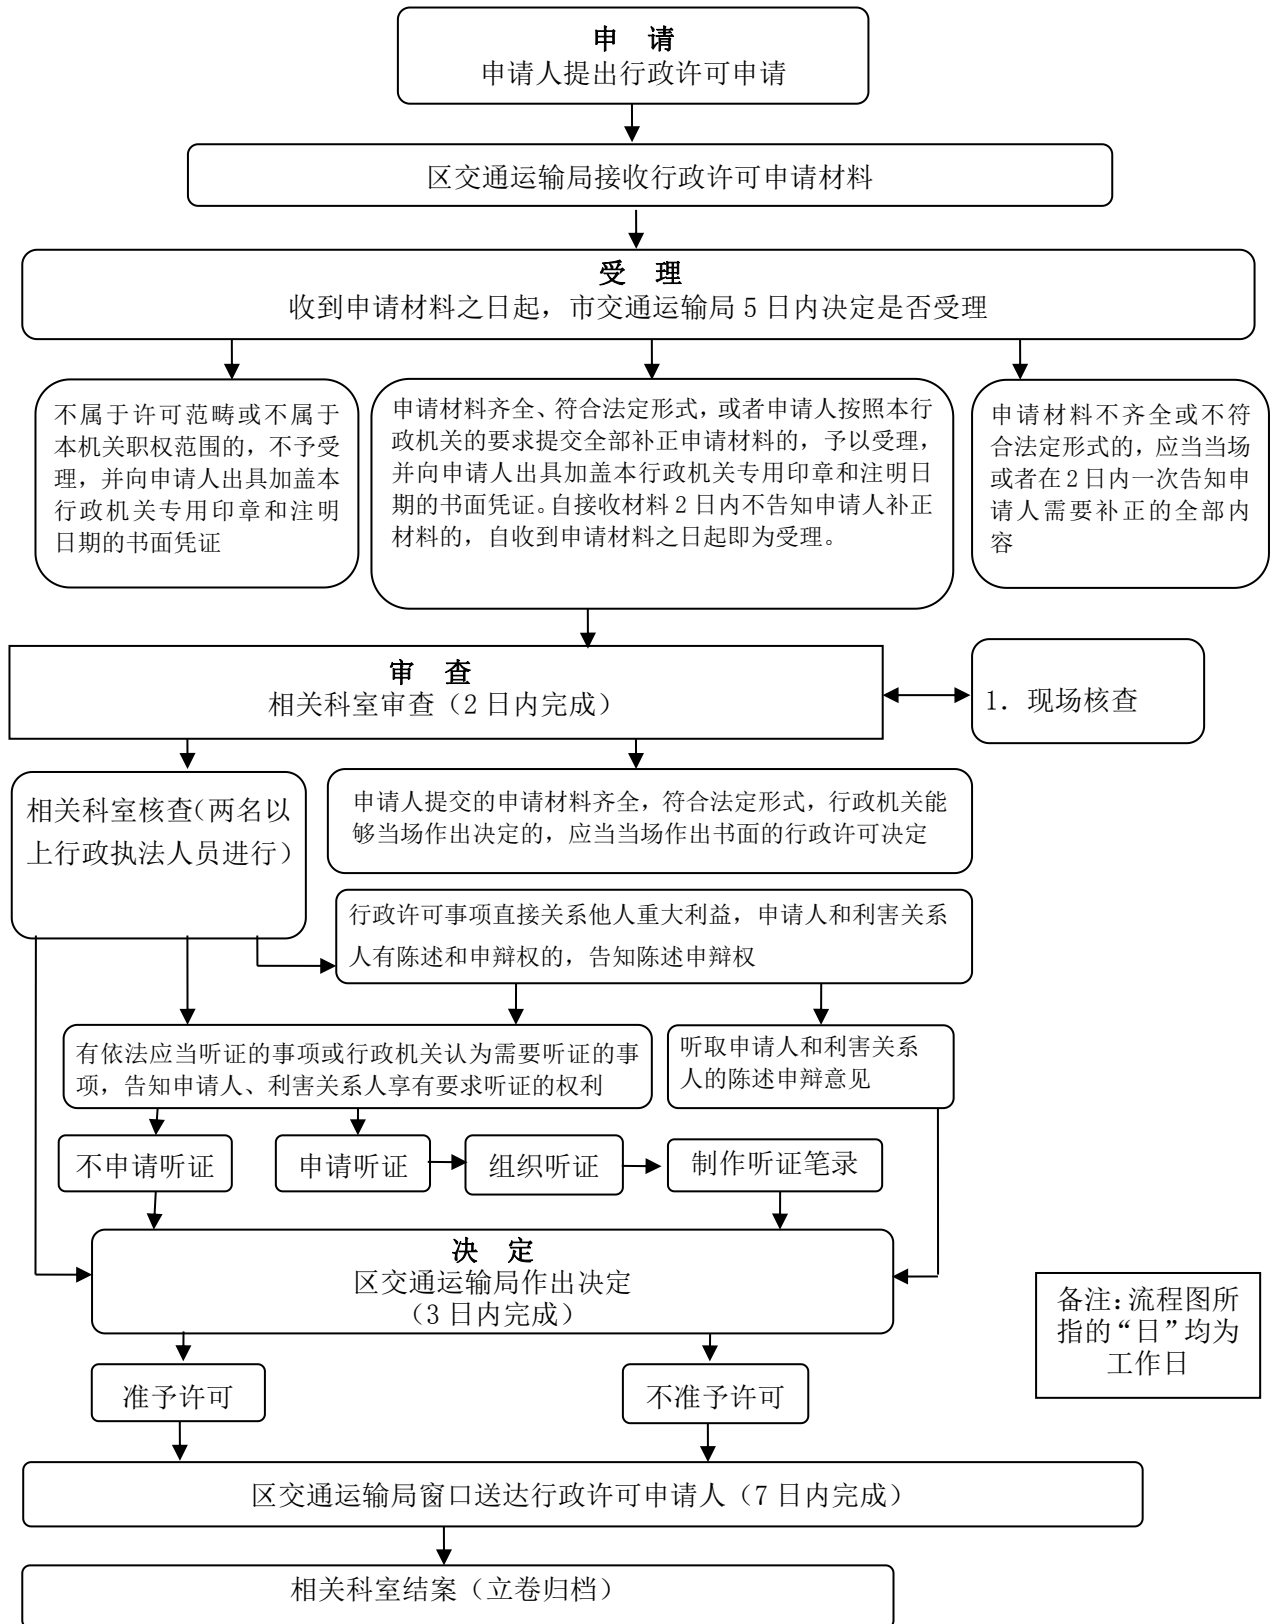 申 请
申请人提出行政许可申请
区交通运输局接收行政许可申请材料
受 理
收到申请材料之日起，市交通运输局 5 日内决定是否受理
不属于许可范畴或不属于
本机关职权范围的，不予受
理，并向申请人出具加盖本
行政机关专用印章和注明
日期的书面凭证
申请材料齐全、符合法定形式，或者申请人按照本行
政机关的要求提交全部补正申请材料的，予以受理，
并向申请人出具加盖本行政机关专用印章和注明日
期的书面凭证。自接收材料 2 日内不告知申请人补正
材料的，自收到申请材料之日起即为受理。
申请材料不齐全或不符
合法定形式的，应当当场
或者在 2 日内一次告知申
请人需要补正的全部内
容
审 查
相关科室审查（2 日内完成）
1. 现场核查
相关科室核查（两名以
上行政执法人员进行）
申请人提交的申请材料齐全，符合法定形式，行政机关能
够当场作出决定的，应当当场作出书面的行政许可决定
行政许可事项直接关系他人重大利益，申请人和利害关系
人有陈述和申辩权的，告知陈述申辩权
有依法应当听证的事项或行政机关认为需要听证的事
项，告知申请人、利害关系人享有要求听证的权利
听取申请人和利害关系
人的陈述申辩意见
不申请听证
申请听证
组织听证
制作听证笔录
决 定
区交通运输局作出决定
（3 日内完成）
备注：流程图所
指的“日”均为
工作日
准予许可
不准予许可
区交通运输局窗口送达行政许可申请人（7 日内完成）
相关科室结案（立卷归档）